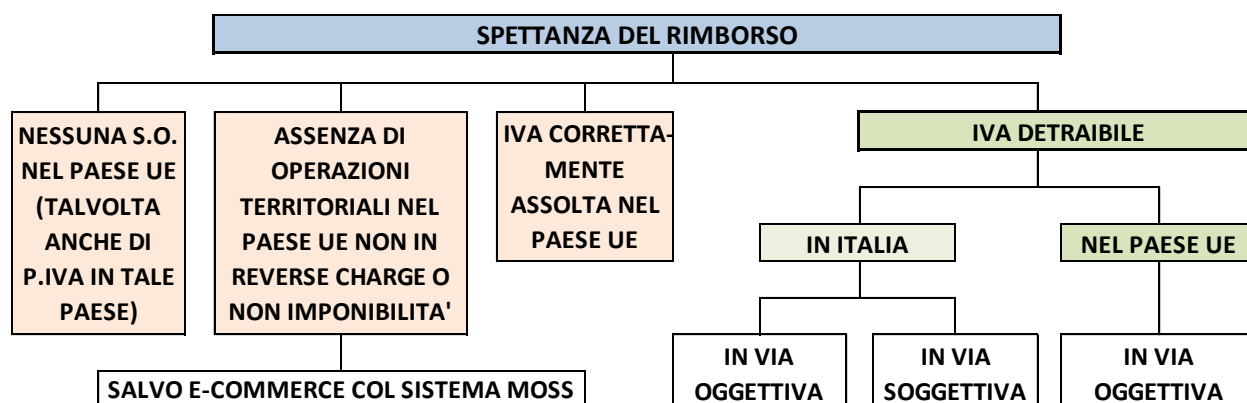 SPETTANZA DEL RIMBORSO
NESSUNA S.O.
NEL PAESE UE
(TALVOLTA
ANCHE DI
P.IVA IN TALE
PAESE)
ASSENZA DI
OPERAZIONI
TERRITORIALI NEL
PAESE UE NON IN
REVERSE CHARGE O
NON IMPONIBILITA'
IVA CORRETTA-
MENTE
ASSOLTA NEL
PAESE UE
IVA DETRAIBILE
IN ITALIA
NEL PAESE UE
SALVO E-COMMERCE COL SISTEMA MOSS
IN VIA
OGGETTIVA
IN VIA
SOGGETTIVA
IN VIA
OGGETTIVA